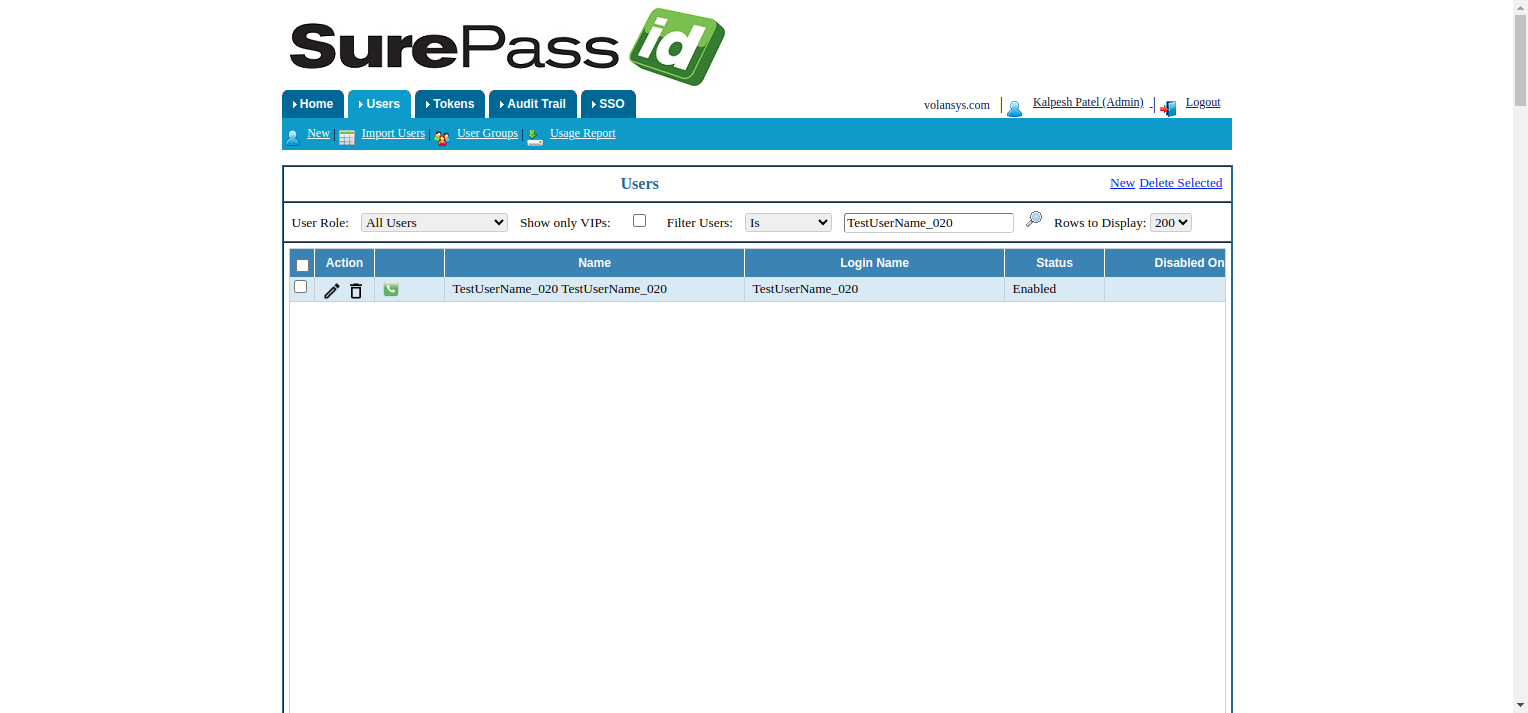 SurePass id
Home Users Tokens Audit Trail SSO volansys.com | Kalpesh Patel (Admin) - | Logout
New | Import Users | User Groups | Usage Report
Users New Delete Selected
User Role: All Users Show only VIPs: Filter Users: Is TestUserName_020 Rows to Display: 200
Action Name Login Name Status Disabled On
TestUserName_020 TestUserName_020 TestUserName_020 Enabled